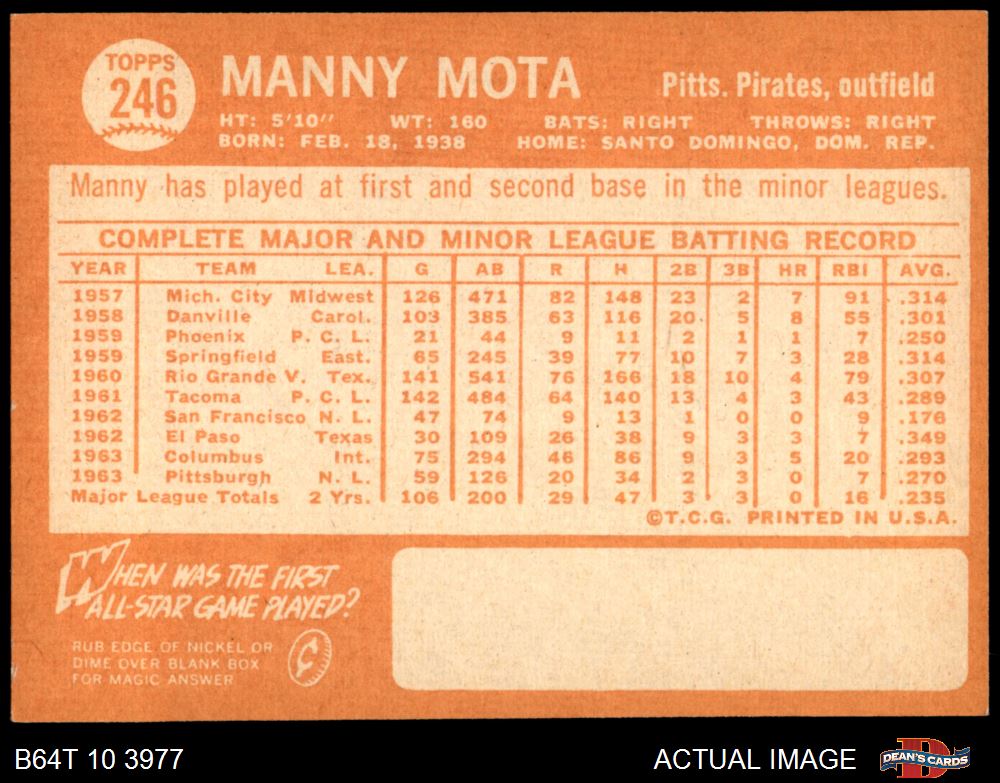 TOPPS
246
MANNY MOTA Pitts. Pirates, outfield
HT: 5'10" WT: 160 BATS: RIGHT THROWS: RIGHT
BORN: FEB. 18, 1938 HOME: SANTO DOMINGO, DOM. REP.
Manny has played at first and second base in the minor leagues.
COMPLETE MAJOR AND MINOR LEAGUE BATTING RECORD
YEAR TEAM LEA. G AB R H 2B 3B HR RBI AVG.
1957 Mich. City Midwest 126 471 82 148 23 2 7 91 .314
1958 Danville Carol. 103 385 63 116 20 5 8 55 .301
1959 Phoenix P. C. L. 21 44 9 11 2 1 1 7 .250
1959 Springfield East. 65 245 39 77 10 7 3 28 .314
1960 Rio Grande V. Tex. 141 541 76 166 18 10 4 79 .307
1961 Tacoma P. C. L. 142 484 64 140 13 4 3 43 .289
1962 San Francisco N. L. 47 74 9 13 1 0 0 9 .176
1962 El Paso Texas 30 109 26 38 9 3 3 7 .349
1963 Columbus Int. 75 294 46 86 9 3 5 20 .293
1963 Pittsburgh N. L. 59 126 20 34 2 3 0 7 .270
Major League Totals 2 Yrs. 106 200 29 47 3 3 0 16 .235
©T.C.G. PRINTED IN U.S.A.
WHEN WAS THE FIRST
ALL-STAR GAME PLAYED?
RUB EDGE OF NICKEL OR
DIME OVER BLANK BOX
FOR MAGIC ANSWER
B64T 10 3977 ACTUAL IMAGE
DEAN'S CARDS